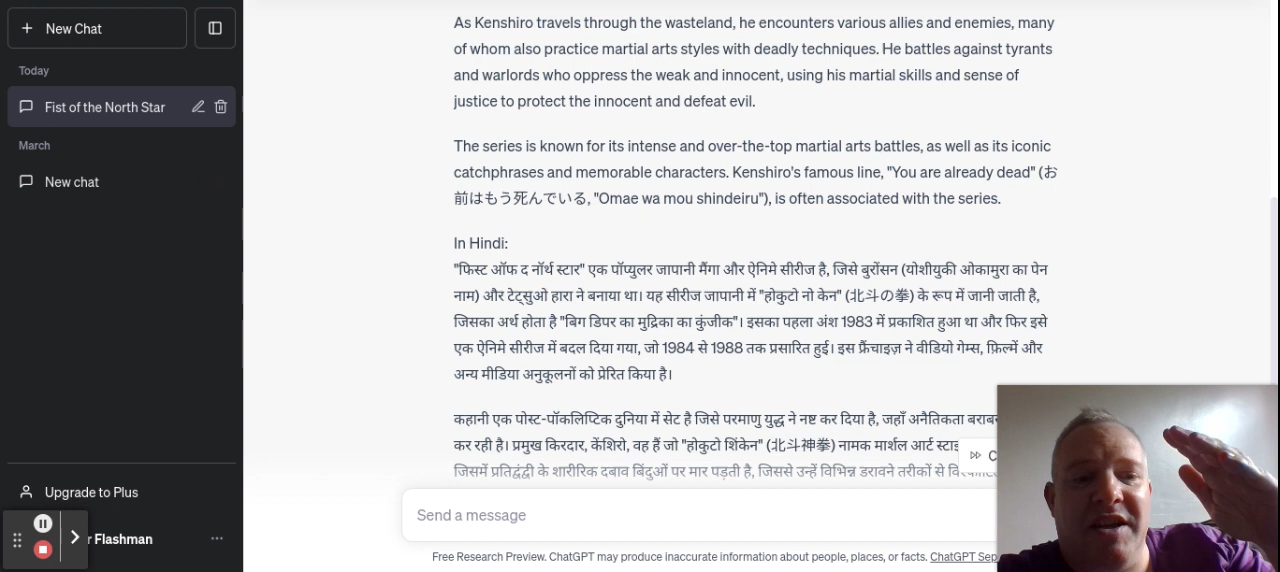 New Chat
Today
Fist of the North Star
March
New chat
Upgrade to Plus
r Flashman
As Kenshiro travels through the wasteland, he encounters various allies and enemies, many
of whom also practice martial arts styles with deadly techniques. He battles against tyrants
and warlords who oppress the weak and innocent, using his martial skills and sense of
justice to protect the innocent and defeat evil.
The series is known for its intense and over-the-top martial arts battles, as well as its iconic
catchphrases and memorable characters. Kenshiro's famous line, "You are already dead" (お
前はもう死んでいる, "Omae wa mou shindeiru"), is often associated with the series.
In Hindi:
"फिस्ट ऑफ द नॉर्थ स्टार" एक पॉप्युलर जापानी मैंगा और ऐनिमे सीरीज है, जिसे बुरोंसन (योशीयुकी ओकामुरा का पेन
नाम) और टेट्सुओ हारा ने बनाया था। यह सीरीज जापानी में "होकुटो नो केन" (北斗の拳) के रूप में जानी जाती है,
जिसका अर्थ होता है "बिग डिपर का मुद्रिका का कुंजीक"। इसका पहला अंश 1983 में प्रकाशित हुआ था और फिर इसे
एक ऐनिमे सीरीज में बदल दिया गया, जो 1984 से 1988 तक प्रसारित हुई। इस फ्रैंचाइज़ ने वीडियो गेम्स, फ़िल्में और
अन्य मीडिया अनुकूलनों को प्रेरित किया है।
कहानी एक पोस्ट-पॉकलिप्टिक दुनिया में सेट है जिसे परमाणु युद्ध ने नष्ट कर दिया है, जहाँ अनैतिकता
कर रही है। प्रमुख किरदार, केंशिरो, वह हैं जो "होकुटो शिंकेन" (北斗神拳) नामक मार्शल आर्ट
जिसमें प्रतिद्वंद्वी के शारीरिक दबाव बिंदुओं पर मार पड़ती है, जिससे उन्हें विभिन्न डरावने तरीकों से
C
Send a message
Free Research Preview. ChatGPT may produce inaccurate information about people, places, or facts. ChatGPT Sep